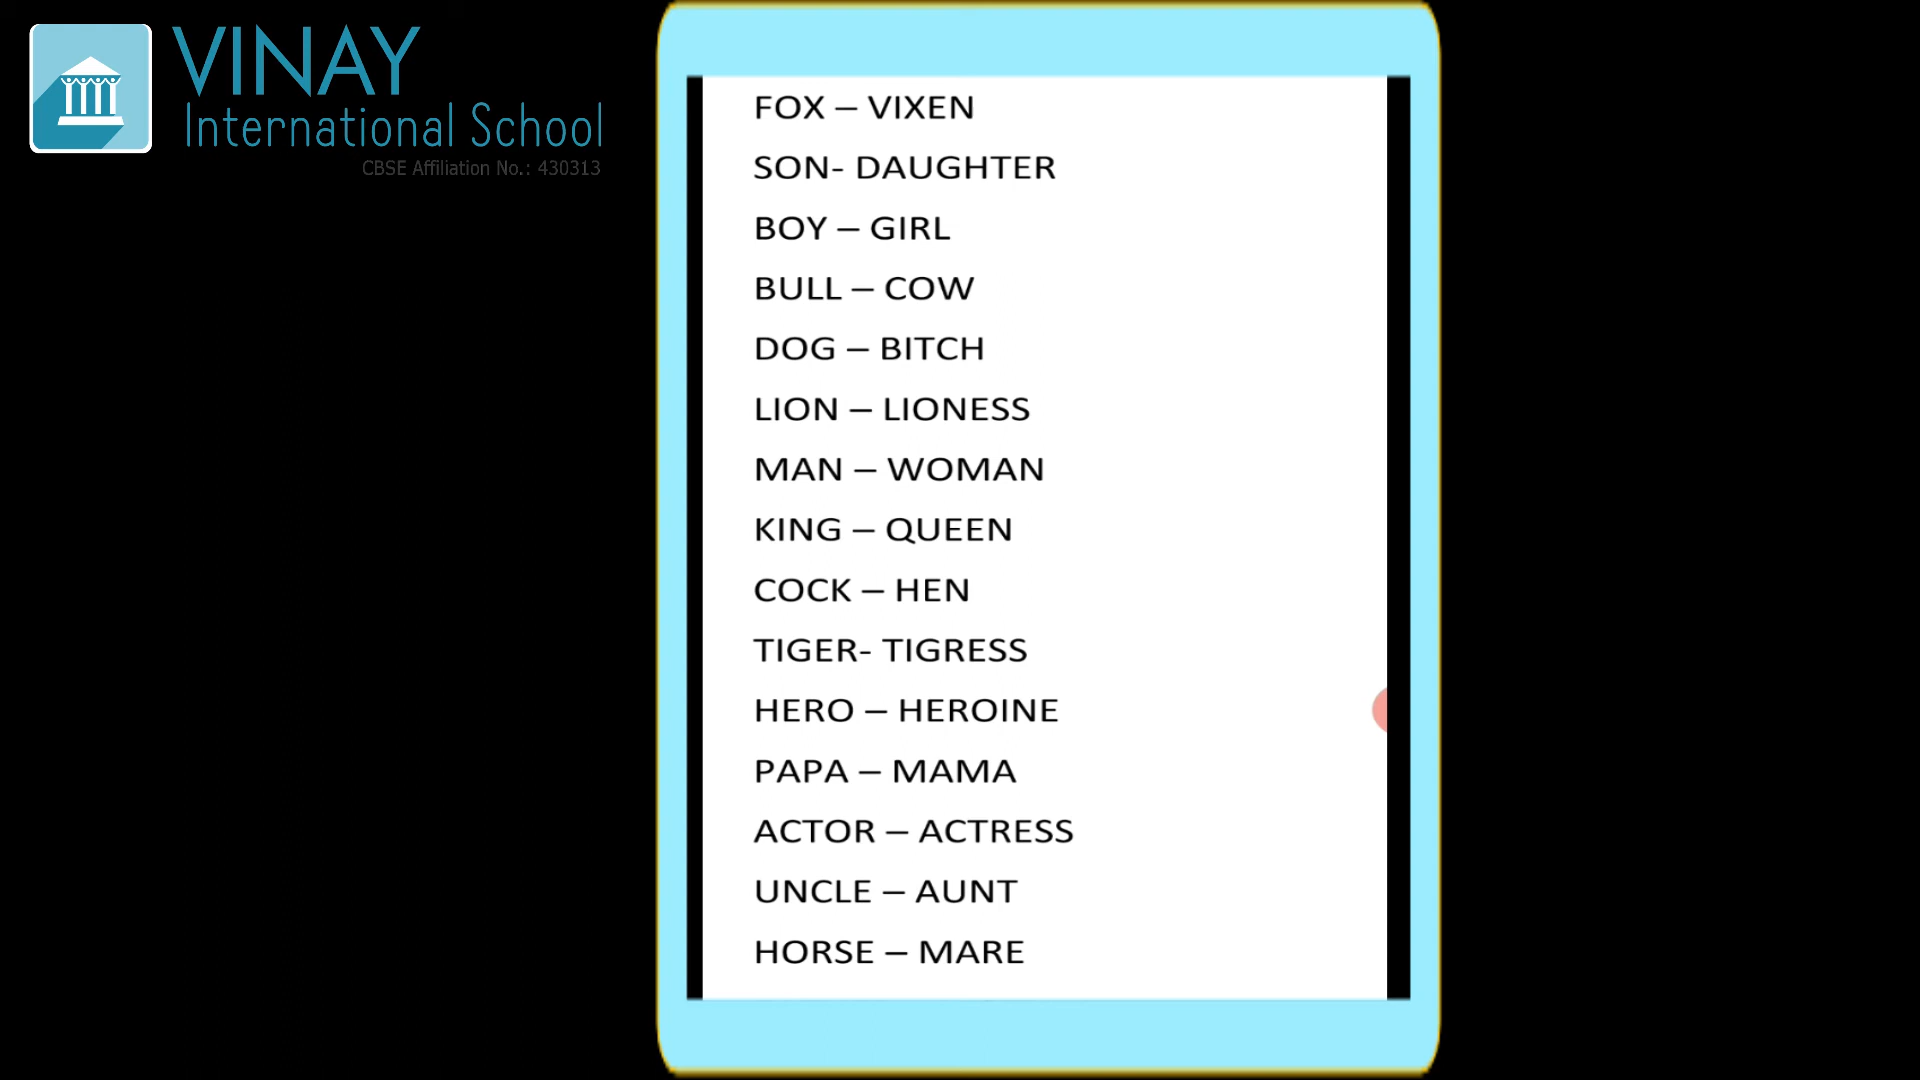 VINAY
International School
CBSE Affiliation No.: 430313
FOX – VIXEN
SON- DAUGHTER
BOY – GIRL
BULL – COW
DOG – BITCH
LION – LIONESS
MAN – WOMAN
KING – QUEEN
COCK – HEN
TIGER- TIGRESS
HERO – HEROINE
PAPA – MAMA
ACTOR – ACTRESS
UNCLE – AUNT
HORSE – MARE